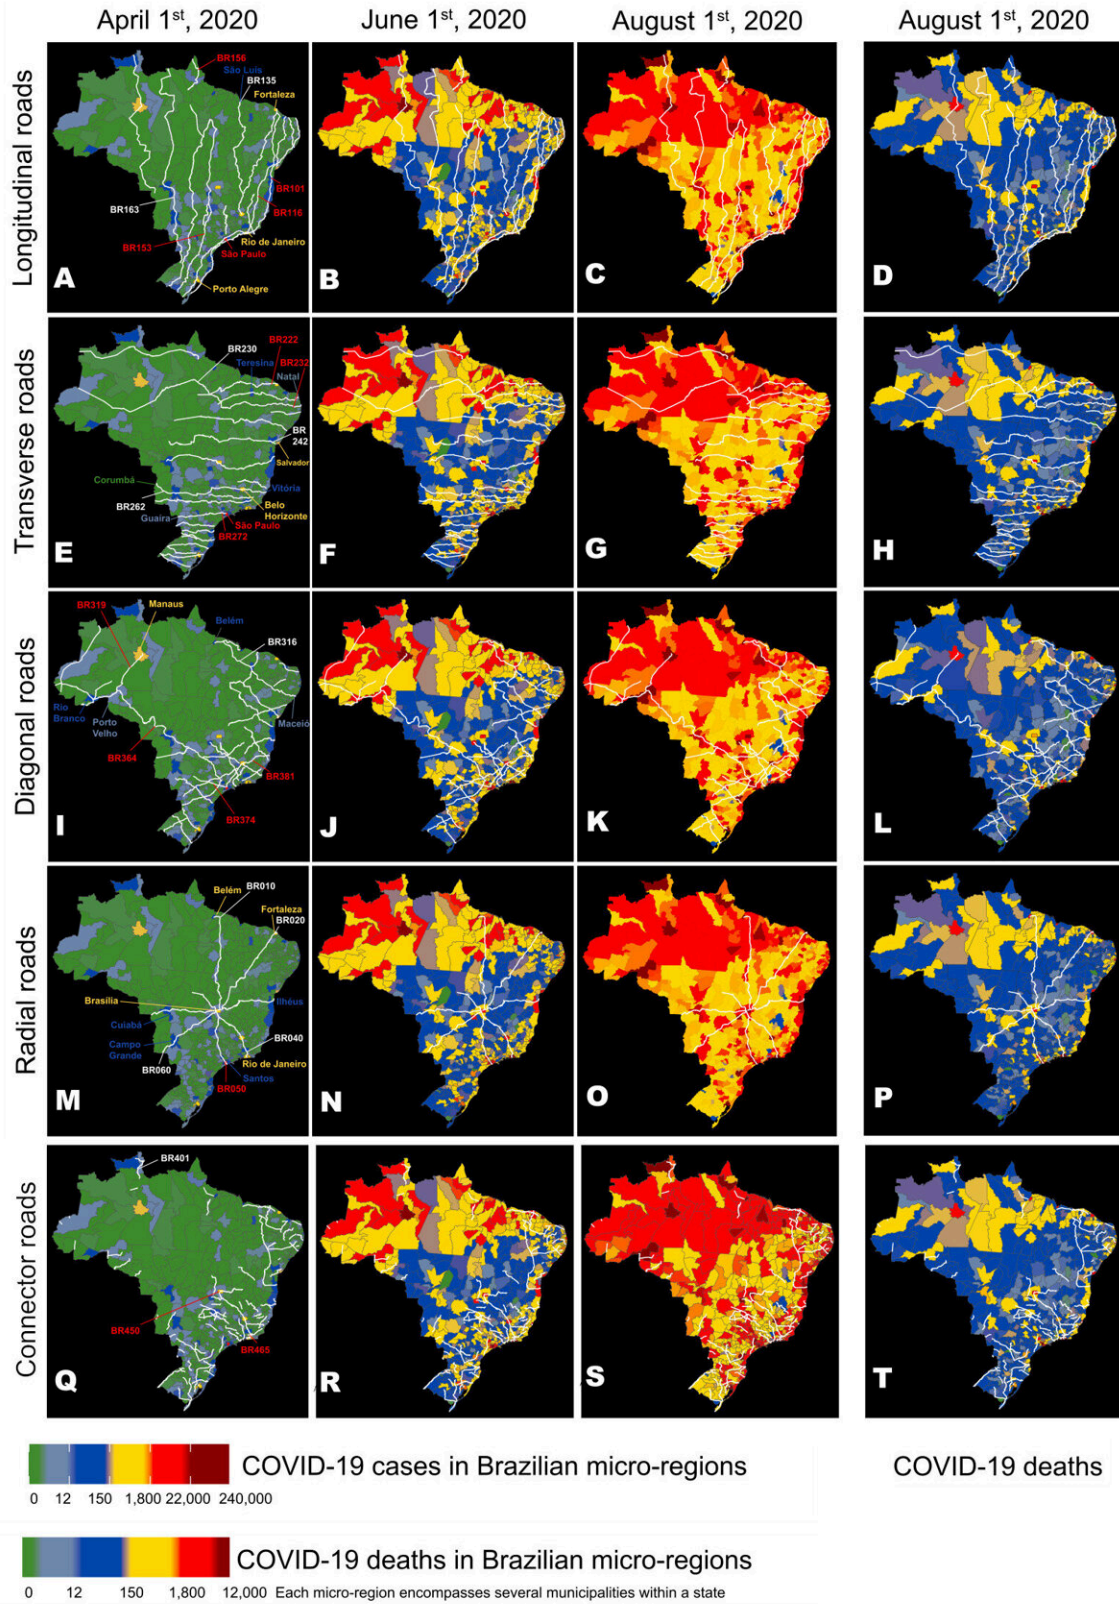 April 1st, 2020
June 1st, 2020
August 1st, 2020
August 1st, 2020
Longitudinal roads
BR156
São Luís
BR135
Fortaleza
BR101
BR163
BR116
BR153
Rio de Janeiro
São Paulo
Porto Alegre
A
B
C
D
Transverse roads
BR222
BR230
Teresina
BR232
Natal
BR
242
Salvador
Corumbá
Vitória
BR262
Belo
Horizonte
Guaíra
São Paulo
BR272
E
F
G
H
Diagonal roads
BR319
Manaus
Belém
BR316
Rio
Branco
Porto
Velho
Maceió
BR364
BR381
BR374
I
J
K
L
Radial roads
Belém
BR010
Fortaleza
BR020
Brasília
Ilhéus
Cuiabá
Campo
Grande
BR040
BR060
Rio de Janeiro
Santos
BR050
M
N
O
P
Connector roads
BR401
BR450
BR465
Q
R
S
T
COVID-19 cases in Brazilian micro-regions
COVID-19 deaths
0 12 150 1,800 22,000 240,000
COVID-19 deaths in Brazilian micro-regions
0 12 150 1,800 12,000 Each micro-region encompasses several municipalities within a state